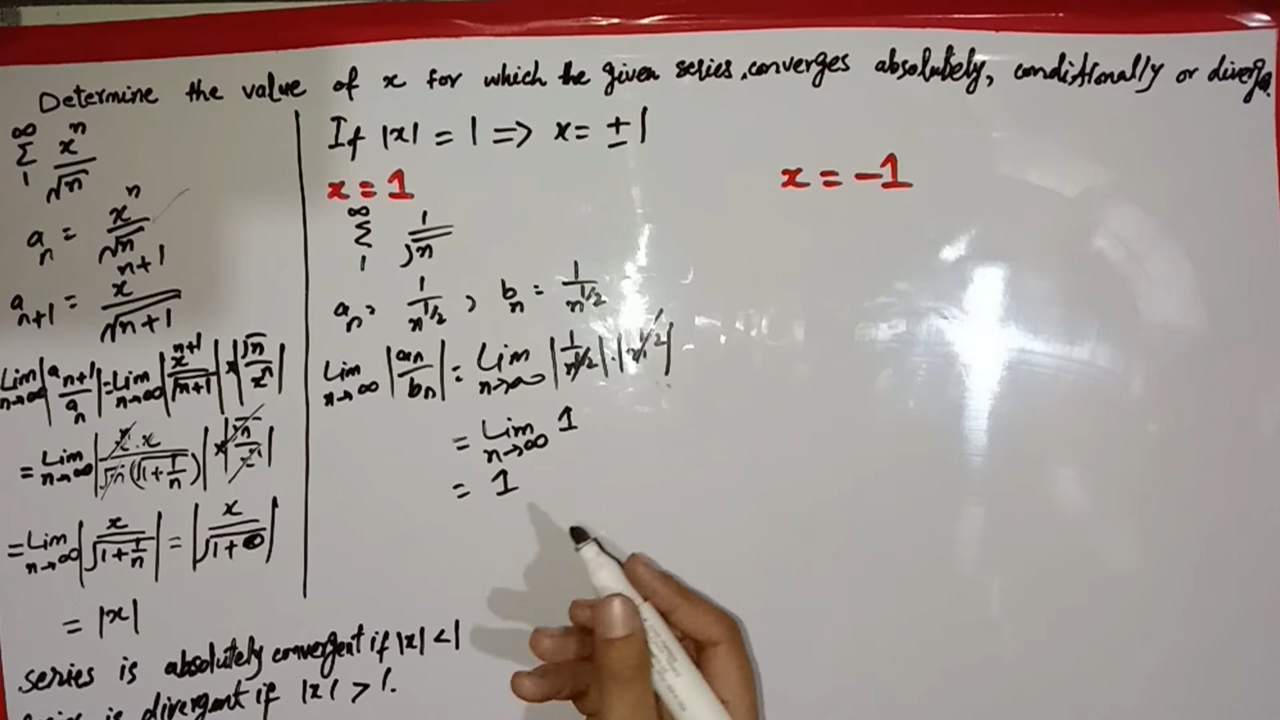 Determine the value of x for which the given series, converges absolutely, conditionally or diverge.
∞
Σ xⁿ/√n
1
aₙ = xⁿ/√n
aₙ₊₁ = xⁿ⁺¹/√(n+1)
Lim n→∞ |aₙ₊₁/aₙ| = Lim n→∞ |xⁿ⁺¹/√(n+1)| × |√n/xⁿ|
= Lim n→∞ |xⁿ·x/√n(√(1+1/n))| × |√n/xⁿ|
= Lim n→∞ |x/√(1+1/n)| = |x/√(1+0)|
= |x|
series is absolutely convergent if |x| < 1
is divergent if |x| > 1.
If |x| = 1 => x = ±1
x = 1
∞
Σ 1/√n
1
aₙ = 1/n^1/2 , bₙ = 1/n^1/2
Lim n→∞ |aₙ/bₙ| = Lim n→∞ |1/n^1/2| · |n^1/2/1|
= Lim n→∞ 1
= 1
x = -1